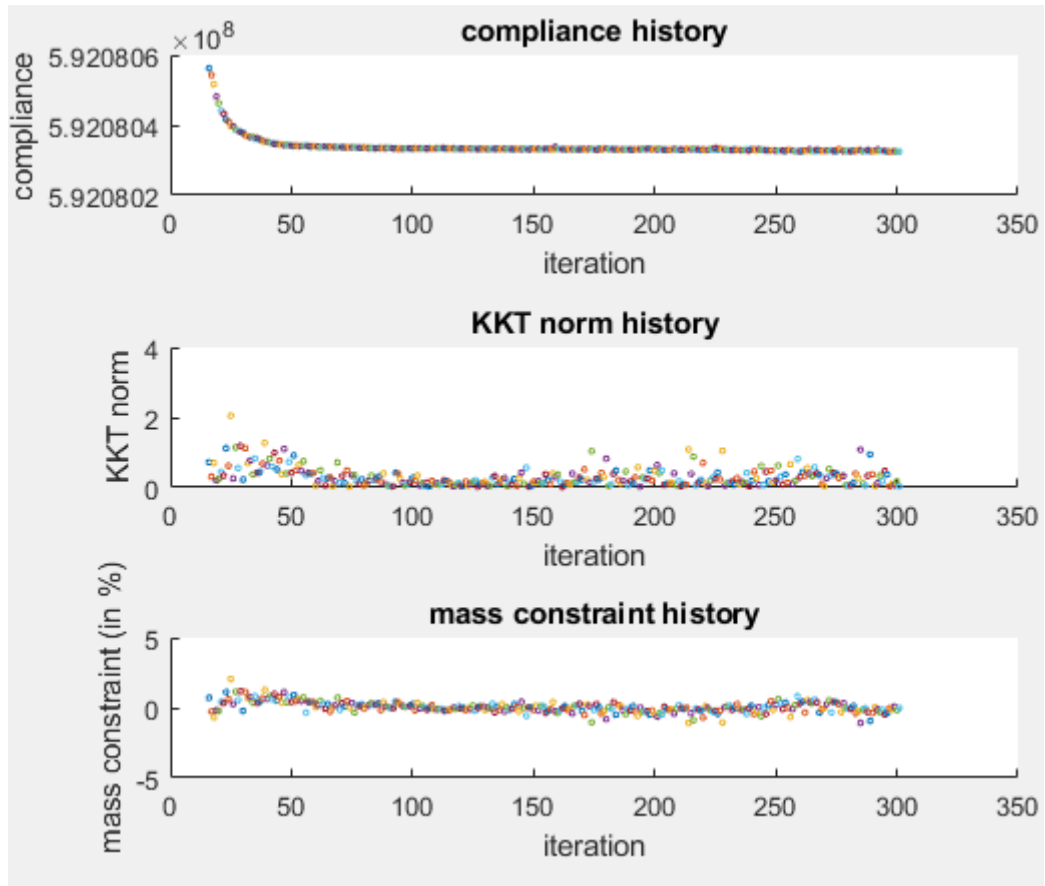 compliance history
×10^8
5.920806
5.920804
5.920802
compliance
0 50 100 150 200 250 300 350
iteration
KKT norm history
4
2
0
KKT norm
0 50 100 150 200 250 300 350
iteration
mass constraint history
5
0
-5
mass constraint (in %)
0 50 100 150 200 250 300 350
iteration